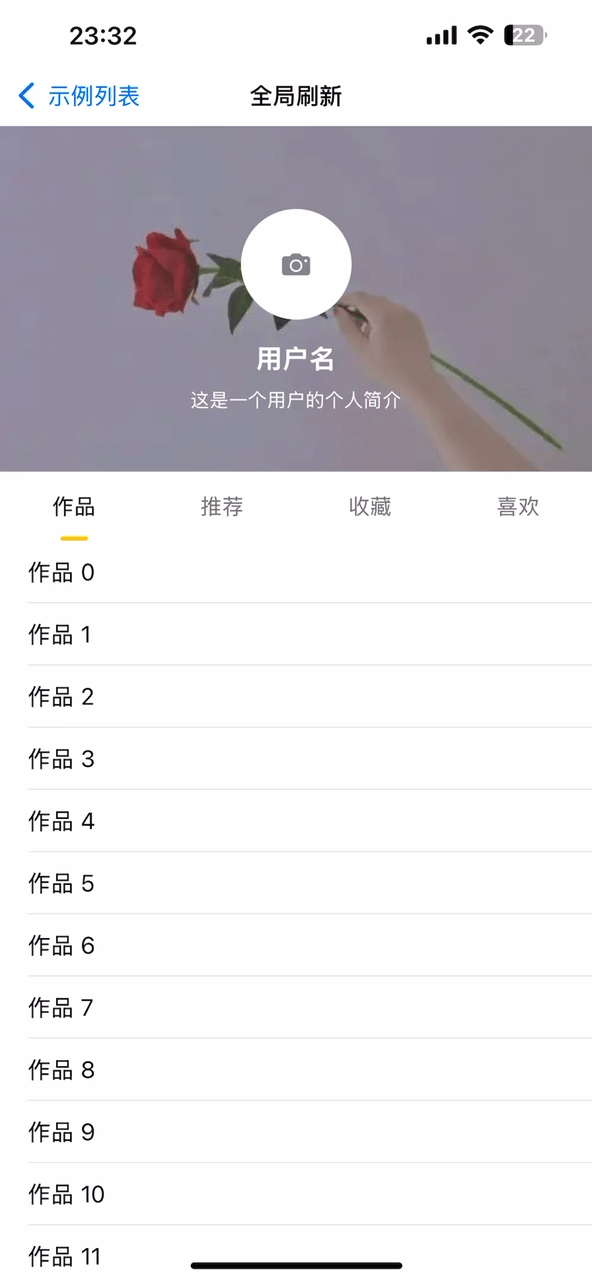 23:32
22
示例列表
全局刷新
用户名
这是一个用户的个人简介
作品 推荐 收藏 喜欢
作品 0
作品 1
作品 2
作品 3
作品 4
作品 5
作品 6
作品 7
作品 8
作品 9
作品 10
作品 11